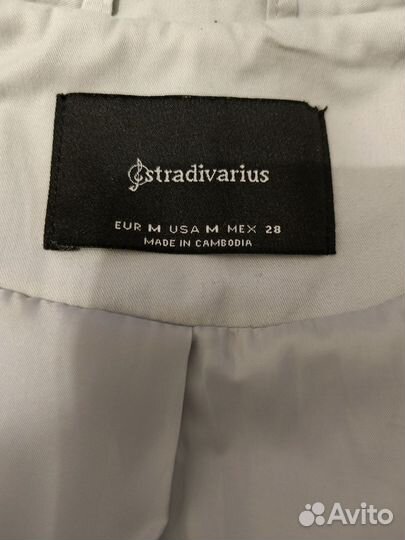 stradivarius
EUR M USA M MEX 28
MADE IN CAMBODIA
Avito